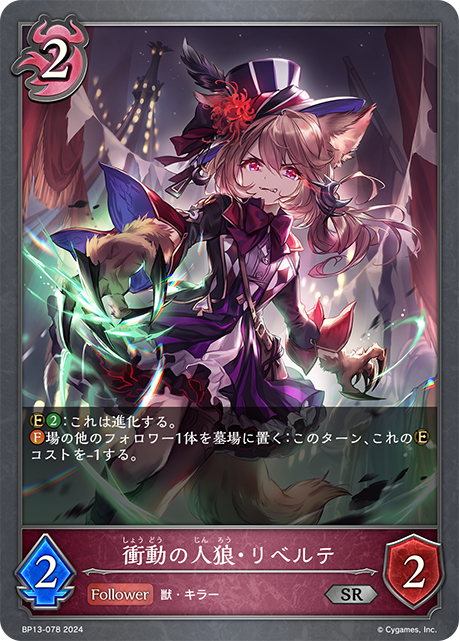 2
E 2：これは進化する。
F 場の他のフォロワー1体を墓場に置く：このターン、これの E
コストを-1する。
しょうどう じんろう
衝動の人狼・リベルテ
2
Follower 獣・キラー
SR
2
BP13-078 2024
© Cygames, Inc.